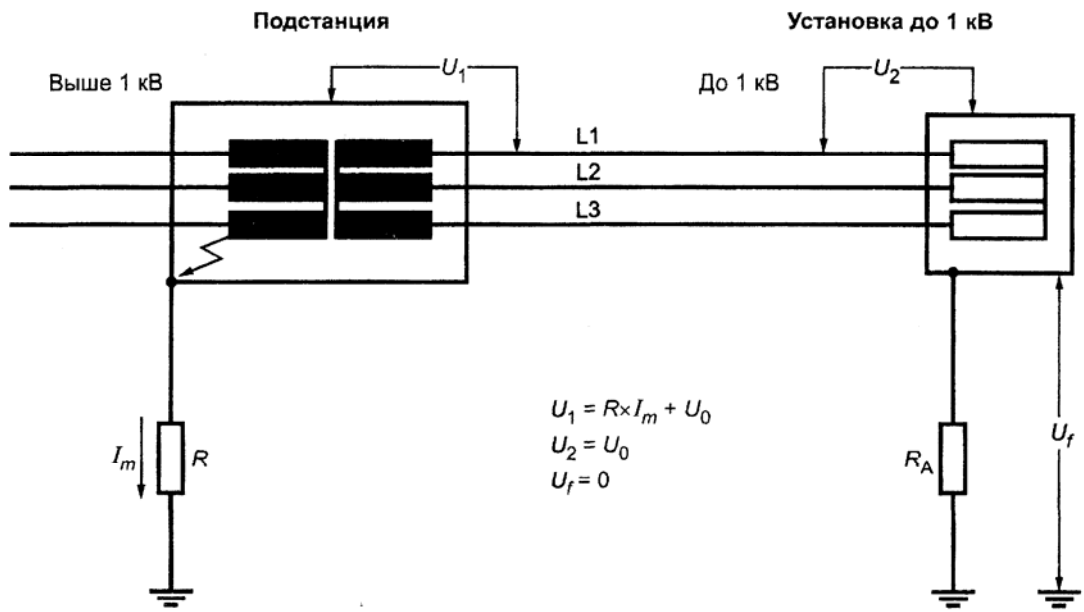 Подстанция
Установка до 1 кВ
Выше 1 кВ
U1
До 1 кВ
U2
L1
L2
L3
U1 = R×Im + U0
U2 = U0
Uf = 0
Im
R
RA
Uf